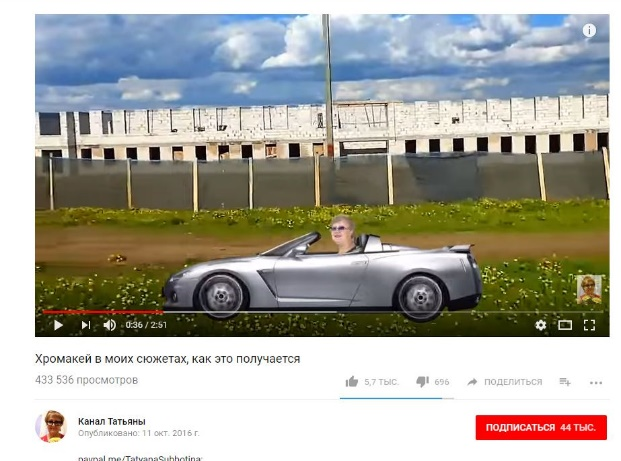 i
0:36 / 2:51
Хромакей в моих сюжетах, как это получается
433 536 просмотров
5,7 ТЫС.
696
ПОДЕЛИТЬСЯ
Канал Татьяны
Опубликовано: 11 окт. 2016 г.
ПОДПИСАТЬСЯ 44 ТЫС.
paypal.me/TatyanaSubbotina;